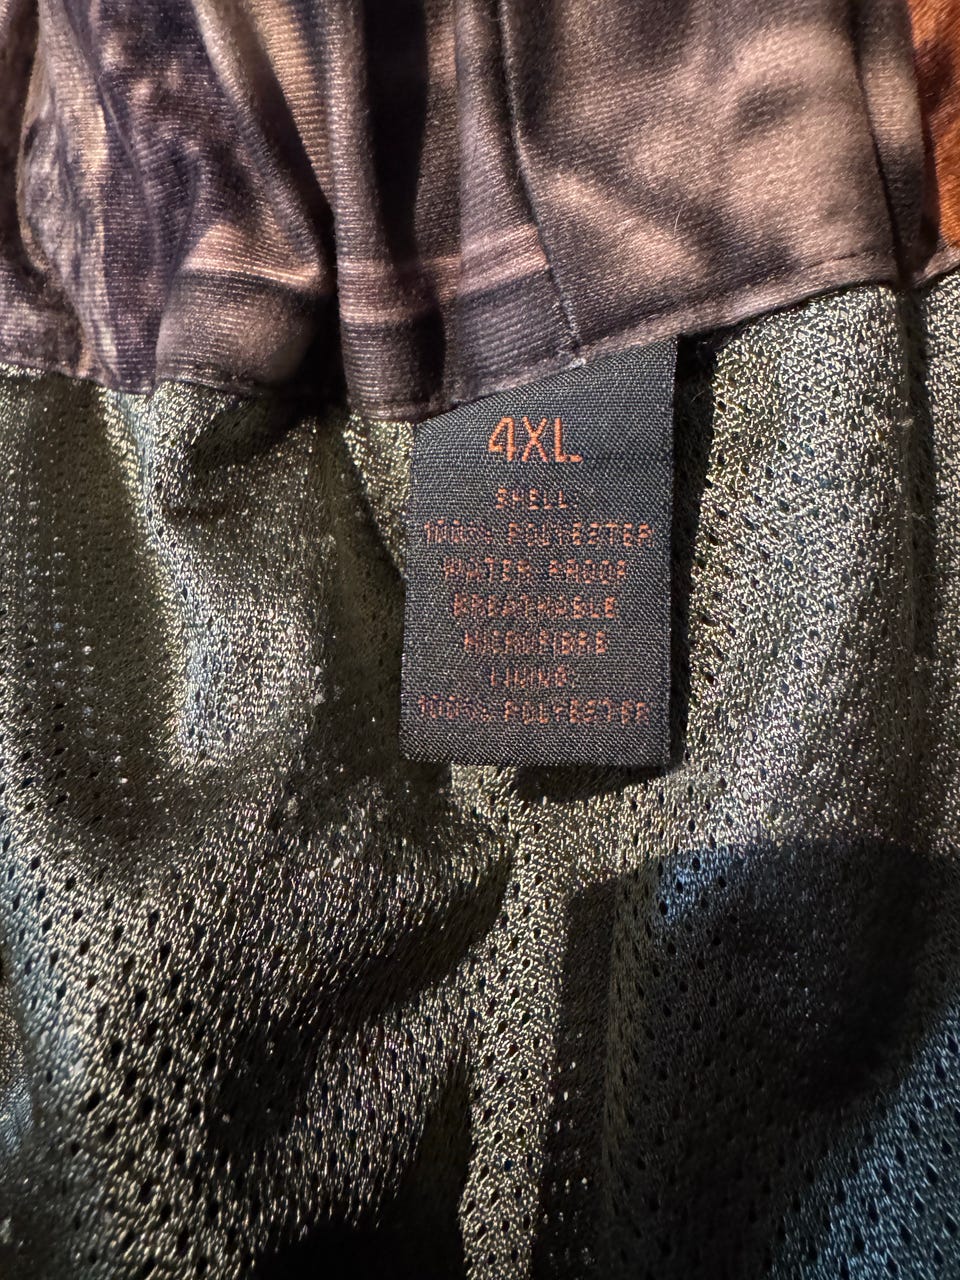 4XL
SHELL:
100% POLYESTER
WATER PROOF
BREATHABLE
MICROFIBRE
LINING:
100% POLYESTER